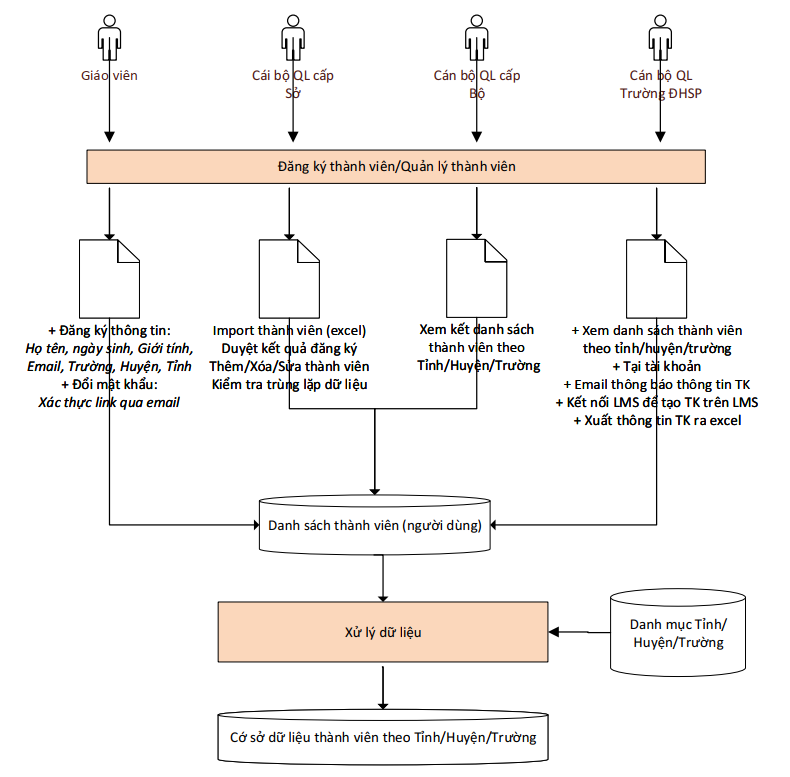 Giáo viên
Cái bộ QL cấp
Sở
Cán bộ QL cấp
Bộ
Cán bộ QL
Trường ĐHSP
Đăng ký thành viên/Quản lý thành viên
+ Đăng ký thông tin:
Họ tên, ngày sinh, Giới tính,
Email, Trường, Huyện, Tỉnh
+ Đổi mật khẩu:
Xác thực link qua email
Import thành viên (excel)
Duyệt kết quả đăng ký
Thêm/Xóa/Sửa thành viên
Kiểm tra trùng lặp dữ liệu
Xem kết danh sách
thành viên theo
Tỉnh/Huyện/Trường
+ Xem danh sách thành viên
theo tỉnh/huyện/trường
+ Tại tài khoản
+ Email thông báo thông tin TK
+ Kết nối LMS để tạo TK trên LMS
+ Xuất thông tin TK ra excel
Danh sách thành viên (người dùng)
Xử lý dữ liệu
Danh mục Tỉnh/
Huyện/Trường
Cớ sở dữ liệu thành viên theo Tỉnh/Huyện/Trường